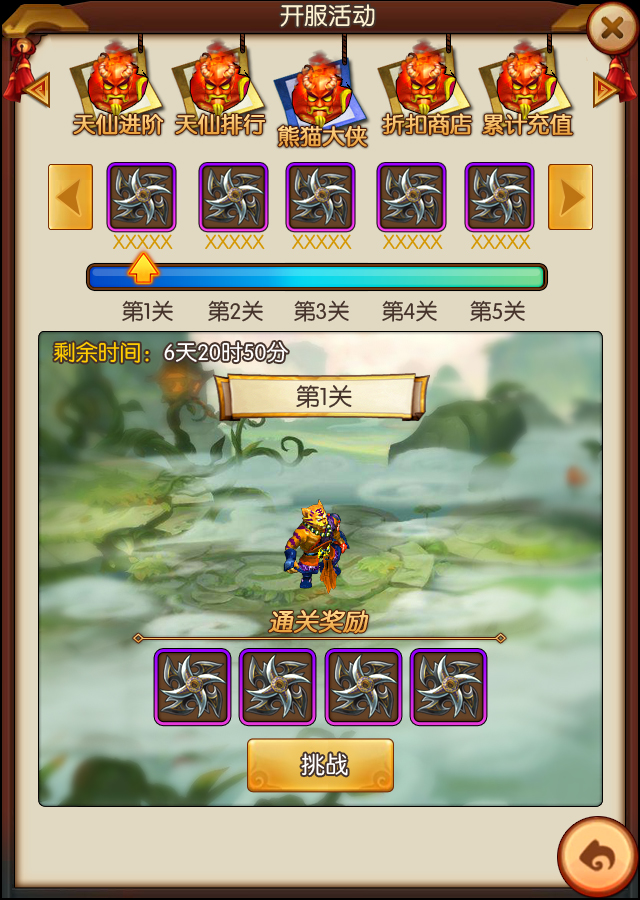 开服活动
天仙进阶 天仙排行 熊猫大侠 折扣商店 累计充值
XXXXX XXXXX XXXXX XXXXX XXXXX
第1关 第2关 第3关 第4关 第5关
剩余时间：6天20时50分
第1关
通关奖励
挑战